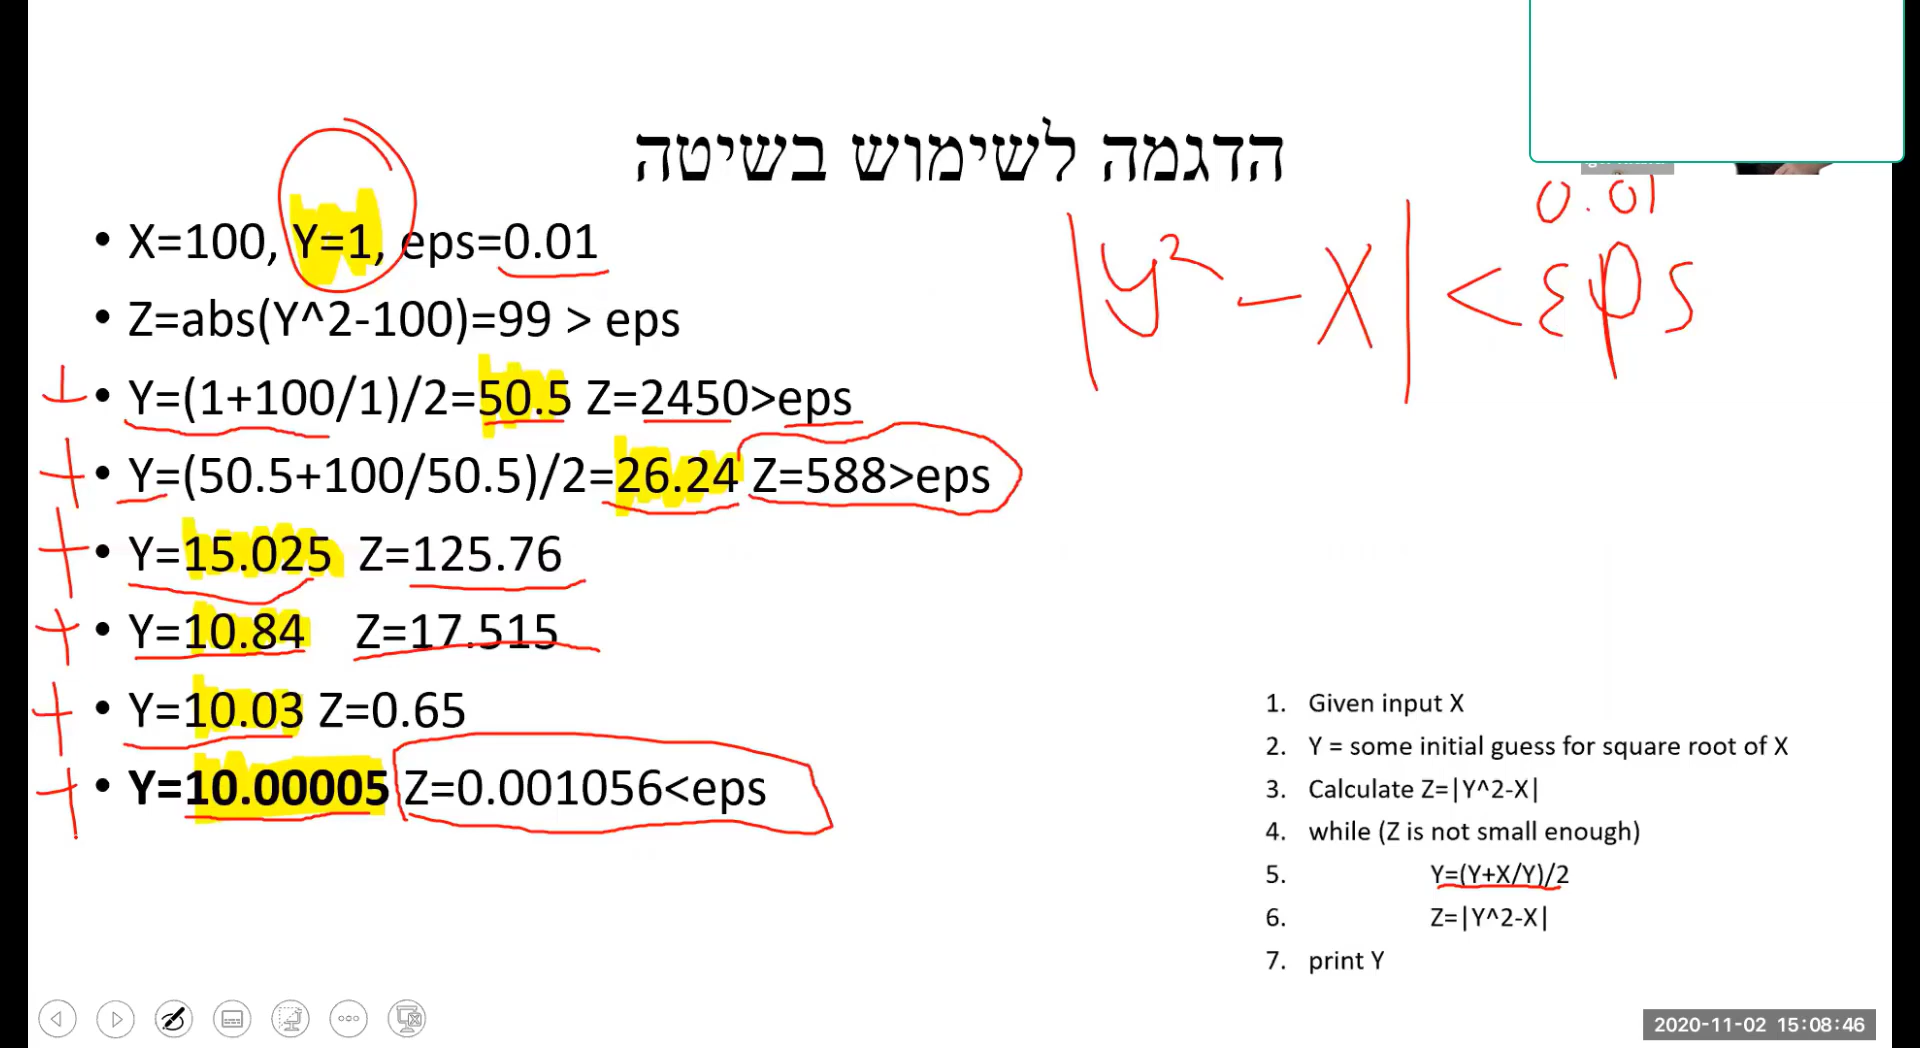 הדגמה לשימוש בשיטה
• X=100, Y=1, eps=0.01
• Z=abs(Y^2-100)=99 > eps
• Y=(1+100/1)/2=50.5 Z=2450>eps
• Y=(50.5+100/50.5)/2=26.24 Z=588>eps
• Y=15.025 Z=125.76
• Y=10.84 Z=17.515
• Y=10.03 Z=0.65
• Y=10.00005 Z=0.001056<eps
0.01
|y²-X|<εps
1. Given input X
2. Y = some initial guess for square root of X
3. Calculate Z=|Y^2-X|
4. while (Z is not small enough)
5. Y=(Y+X/Y)/2
6. Z=|Y^2-X|
7. print Y
2020-11-02 15:08:46